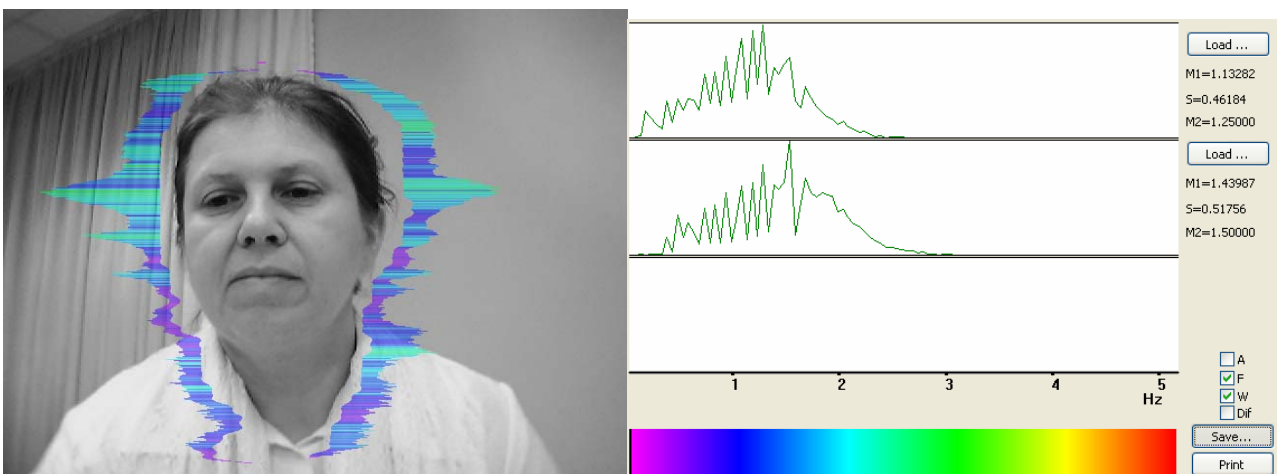 Load ...
M1=1.13282
S=0.46184
M2=1.25000
Load ...
M1=1.43987
S=0.51756
M2=1.50000
A
F
W
Dif
1 2 3 4 5
Hz
Save...
Print